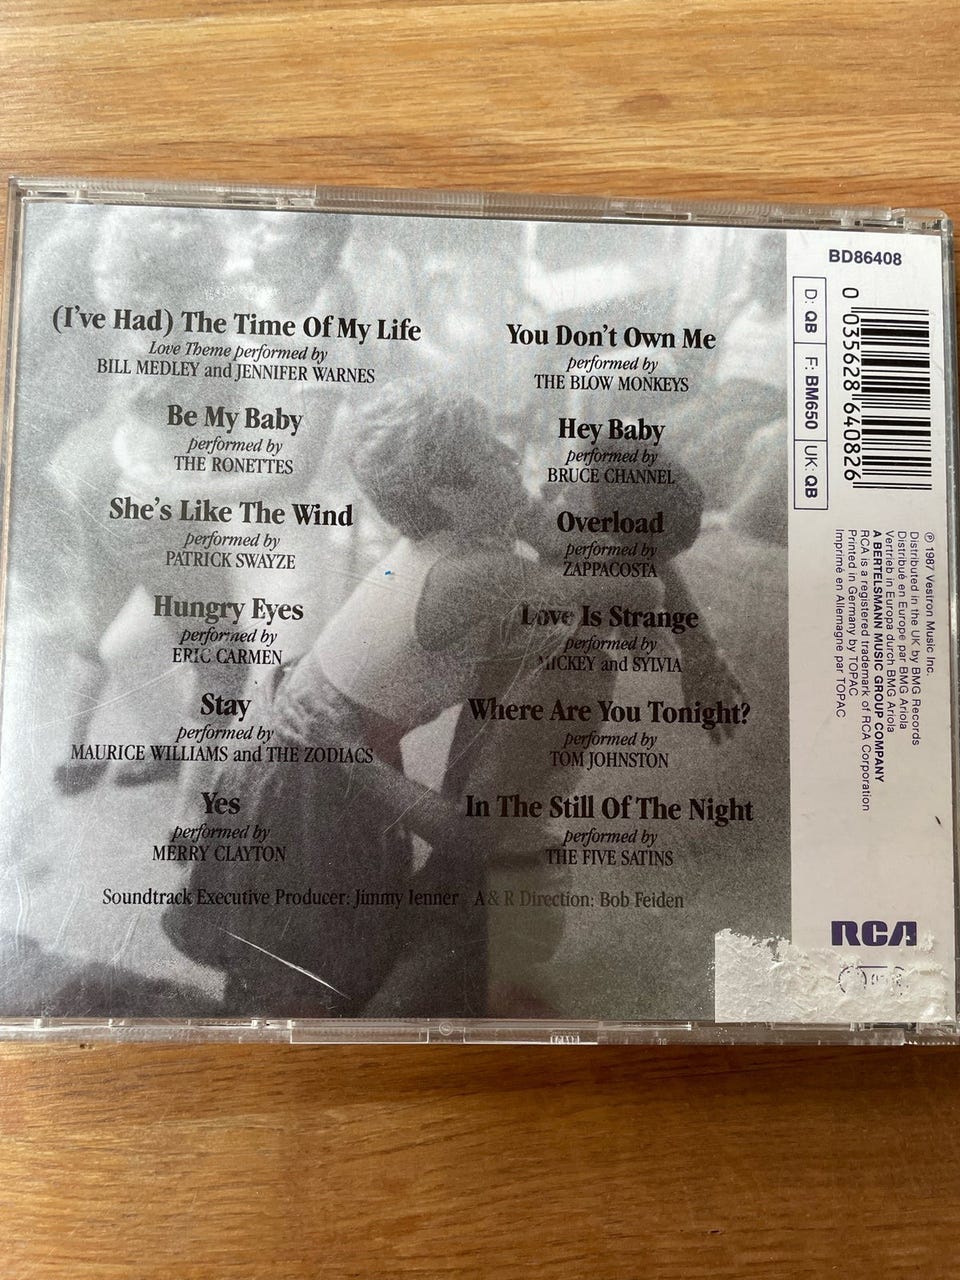 (I've Had) The Time Of My Life
Love Theme performed by
BILL MEDLEY and JENNIFER WARNES
Be My Baby
performed by
THE RONETTES
She's Like The Wind
performed by
PATRICK SWAYZE
Hungry Eyes
performed by
ERIC CARMEN
Stay
performed by
MAURICE WILLIAMS and THE ZODIACS
Yes
performed by
MERRY CLAYTON
You Don't Own Me
performed by
THE BLOW MONKEYS
Hey Baby
performed by
BRUCE CHANNEL
Overload
performed by
ZAPPACOSTA
Love Is Strange
performed by
MICKEY and SYLVIA
Where Are You Tonight?
performed by
TOM JOHNSTON
In The Still Of The Night
performed by
THE FIVE SATINS
Soundtrack Executive Producer: Jimmy Ienner A & R Direction: Bob Feiden
BD86408
D: QB F: BM650 UK: QB
0 035628 640826
℗ 1987 Vestron Music Inc.
Distributed in the UK by BMG Records
Distribué en Europe par BMG Ariola
Vertrieb in Europa durch BMG Ariola
A BERTELSMANN MUSIC GROUP COMPANY
RCA is a registered trademark of RCA Corporation
Printed in Germany by TOPAC
Imprimé en Allemagne par TOPAC
RCA